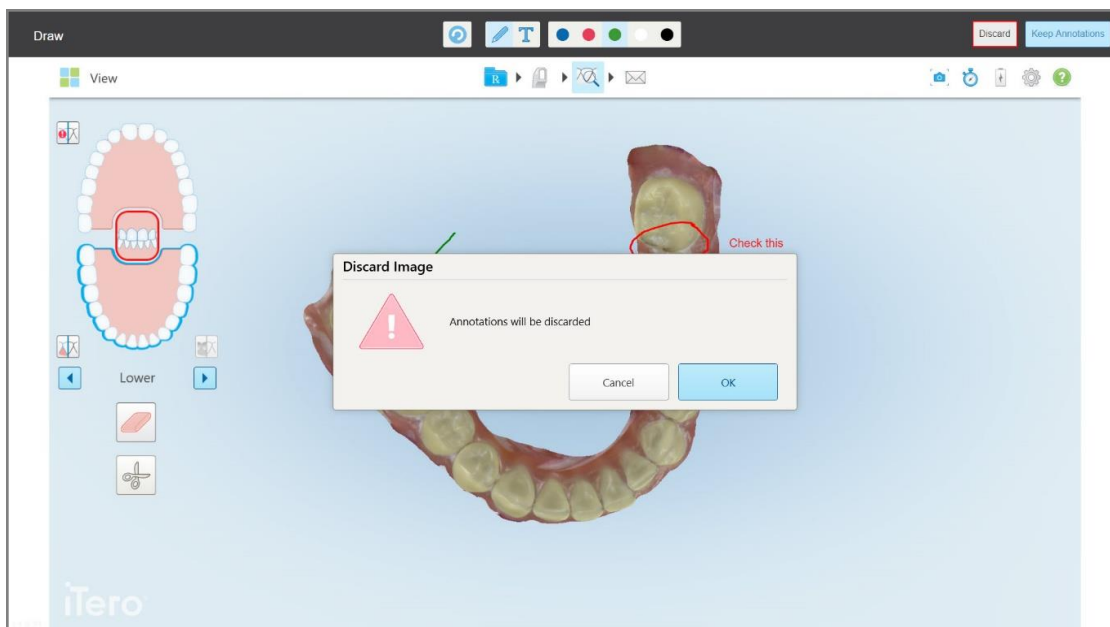 Draw
T
Discard
Keep Annotations
View
R
?
Check this
Discard Image
!
Annotations will be discarded
Lower
Cancel
OK
iTero